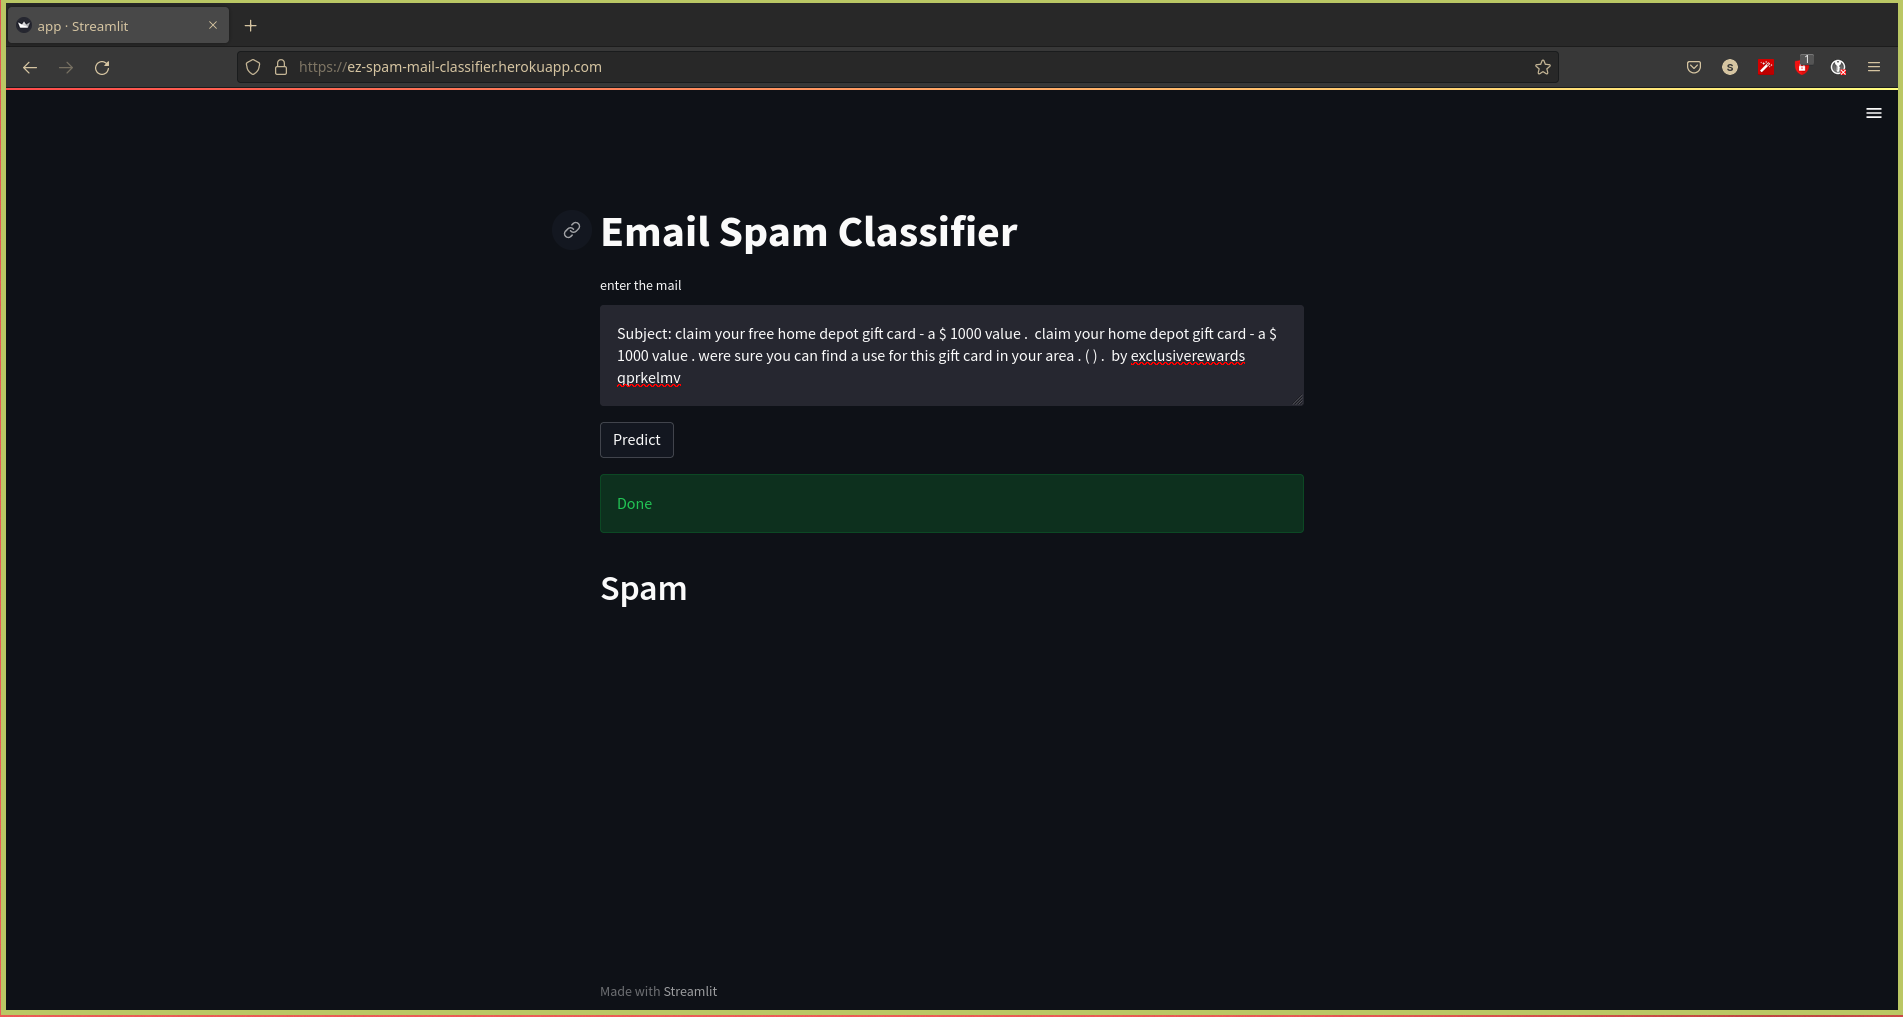 app · Streamlit
https://ez-spam-mail-classifier.herokuapp.com
S
1
Email Spam Classifier
enter the mail
Subject: claim your free home depot gift card - a $ 1000 value .  claim your home depot gift card - a $
1000 value . were sure you can find a use for this gift card in your area . ( ) .  by exclusiverewards
qprkelmv
Predict
Done
Spam
Made with Streamlit